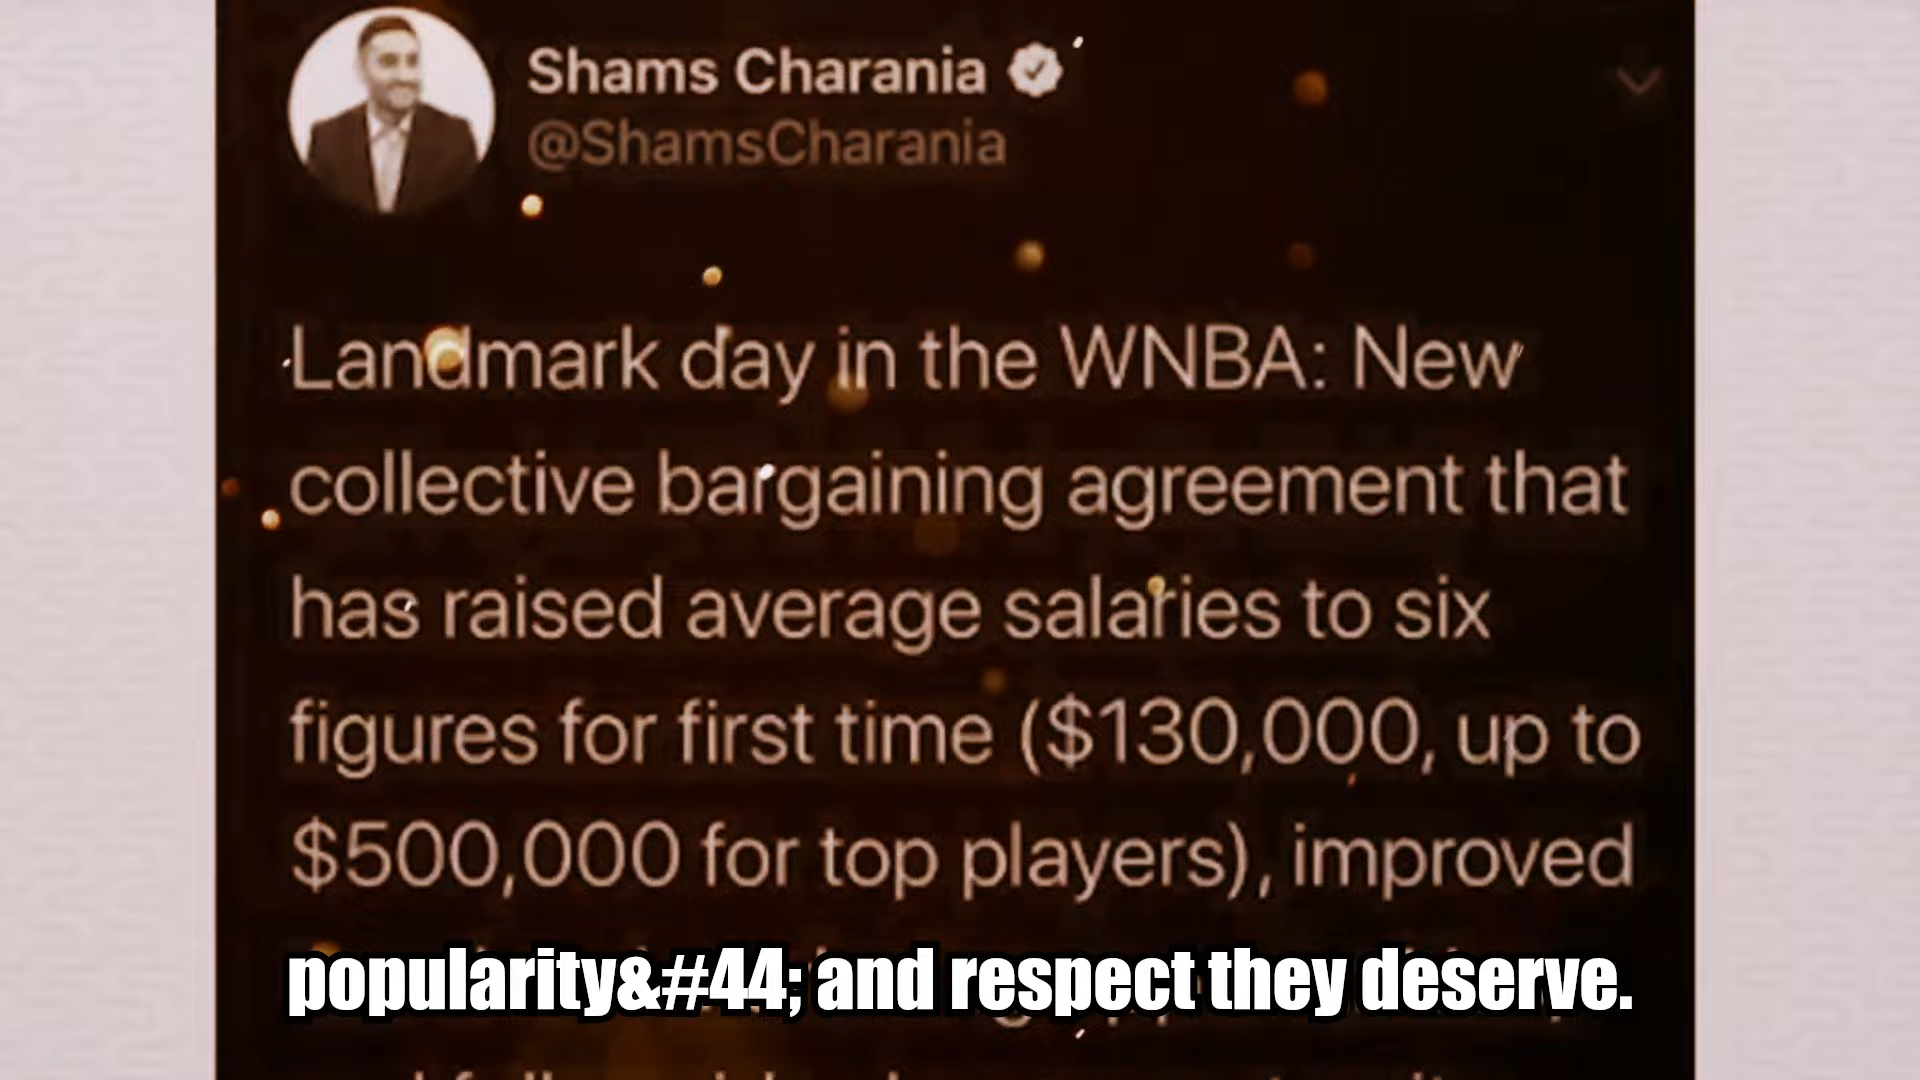 Shams Charania
@ShamsCharania
Landmark day in the WNBA: New
collective bargaining agreement that
has raised average salaries to six
figures for first time ($130,000, up to
$500,000 for top players), improved
popularity&#44; and respect they deserve.